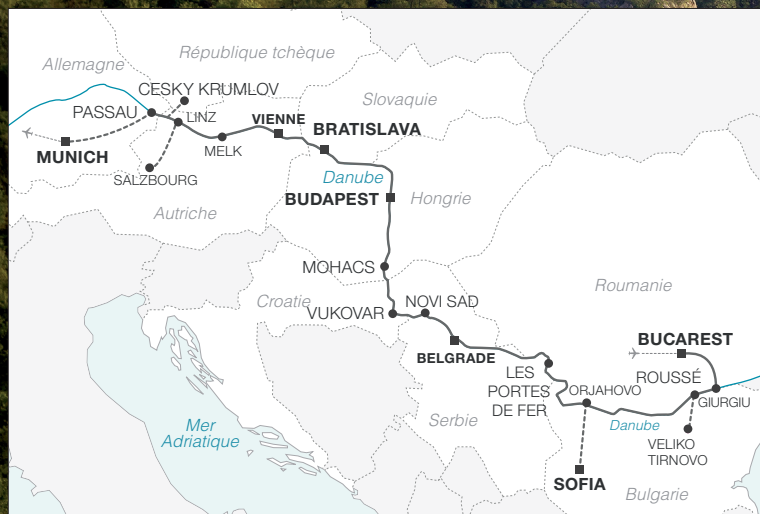 République tchèque
Allemagne
CESKY KRUMLOV
Slovaquie
PASSAU
LINZ
VIENNE
BRATISLAVA
MUNICH
MELK
SALZBOURG
Danube
BUDAPEST
Hongrie
Autriche
MOHACS
Roumanie
Croatie
VUKOVAR
NOVI SAD
BUCAREST
BELGRADE
LES
PORTES
DE FER
ROUSSÉ
ORJAHOVO
GIURGIU
Mer
Adriatique
Serbie
Danube
VELIKO
TIRNOVO
SOFIA
Bulgarie